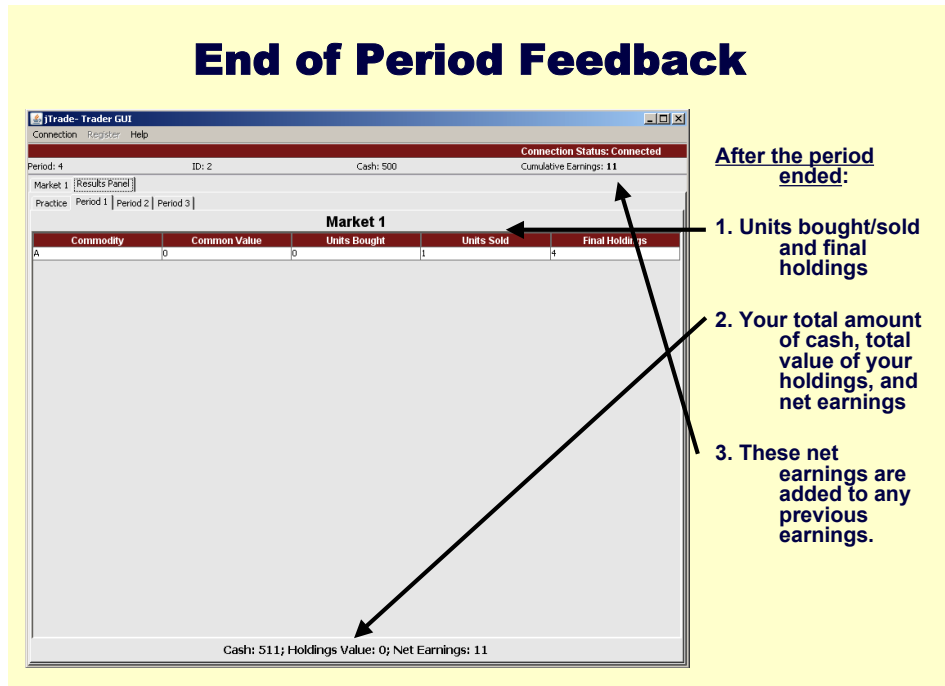 End of Period Feedback
jTrade- Trader GUI
Connection Register Help
Connection Status: Connected
Period: 4 ID: 2 Cash: 500 Cumulative Earnings: 11
Market 1 Results Panel
Practice Period 1 Period 2 Period 3
Market 1
Commodity Common Value Units Bought Units Sold Final Holdings
A 0 0 1 4
Cash: 511; Holdings Value: 0; Net Earnings: 11
After the period
ended:
1. Units bought/sold
and final
holdings
2. Your total amount
of cash, total
value of your
holdings, and
net earnings
3. These net
earnings are
added to any
previous
earnings.